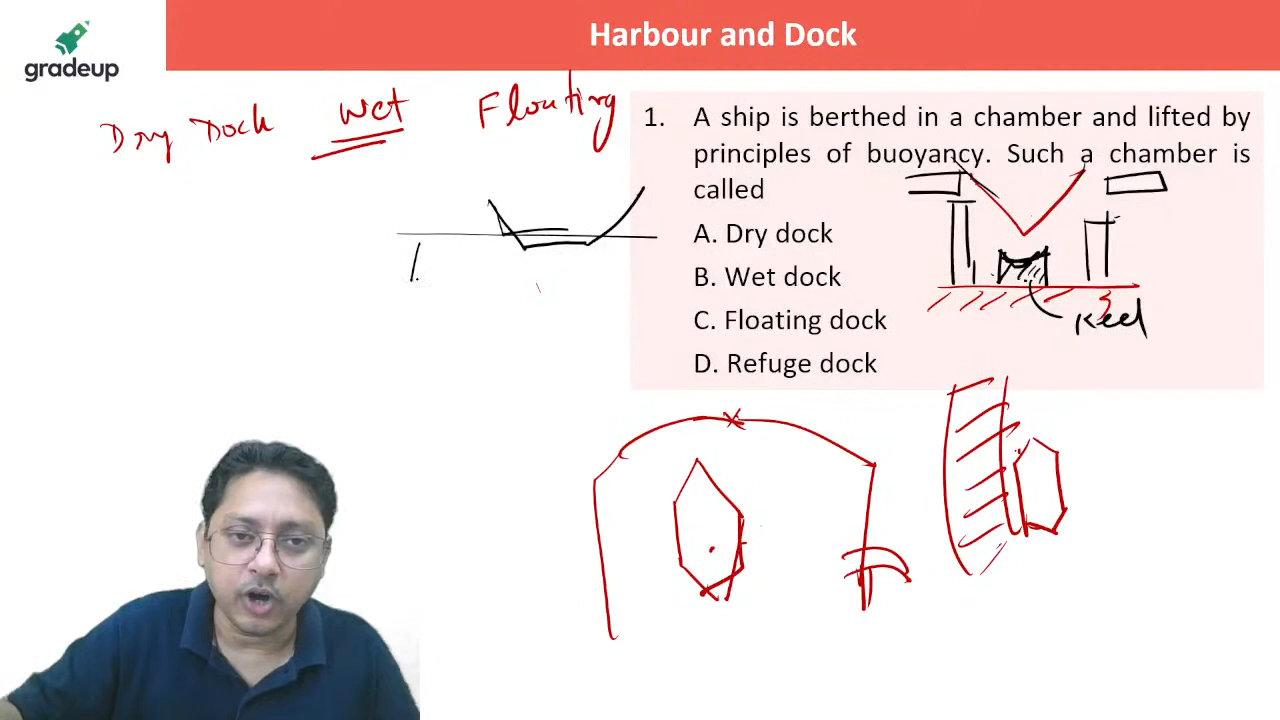 Harbour and Dock
gradeup
Dry Dock Wet Floating
1. A ship is berthed in a chamber and lifted by
principles of buoyancy. Such a chamber is
called
A. Dry dock
B. Wet dock
C. Floating dock
D. Refuge dock
Keel